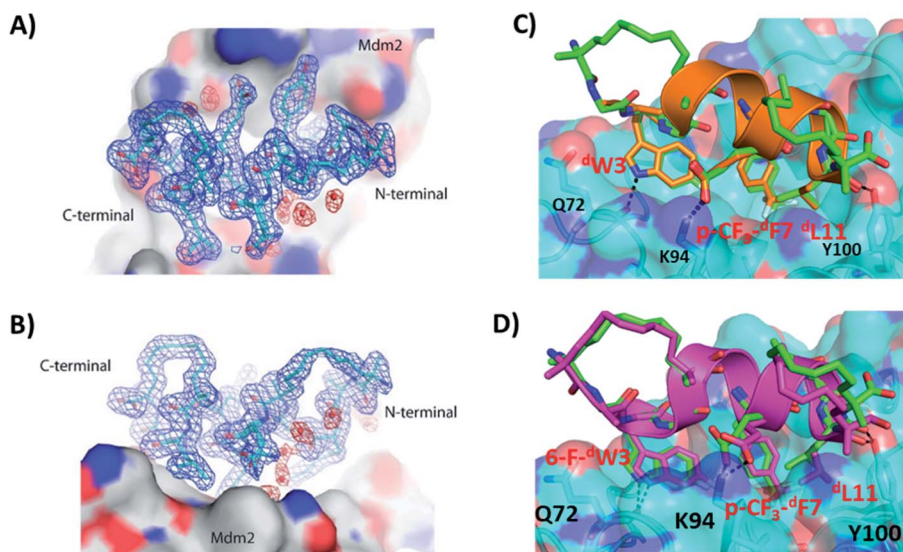 A)
Mdm2
N-terminal
C-terminal
B)
C-terminal
N-terminal
Mdm2
C)
ᵈW3
Q72
p-CF₃-ᵈF7 ᵈL11
K94
Y100
D)
6-F-ᵈW3
ᵈL11
Q72
K94
p-CF₃-ᵈF7
Y100